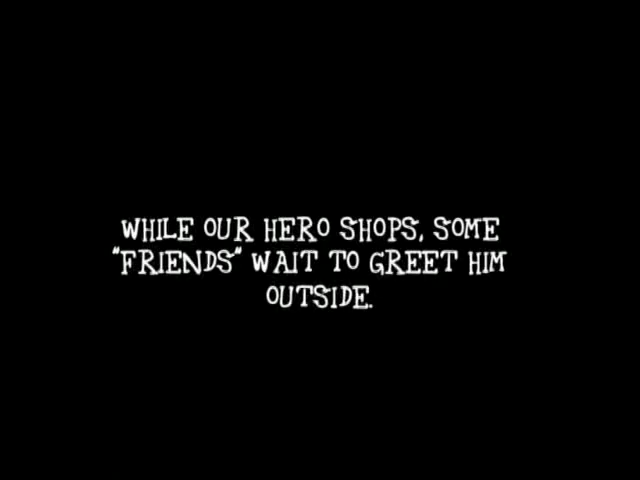 WHILE OUR HERO SHOPS, SOME
"FRIENDS" WAIT TO GREET HIM
OUTSIDE.